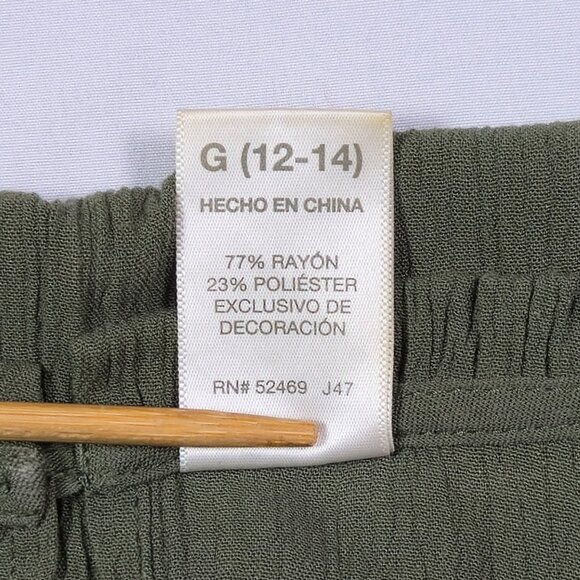 G (12-14)
HECHO EN CHINA
77% RAYÓN
23% POLIÉSTER
EXCLUSIVO DE
DECORACIÓN
RN# 52469 J47